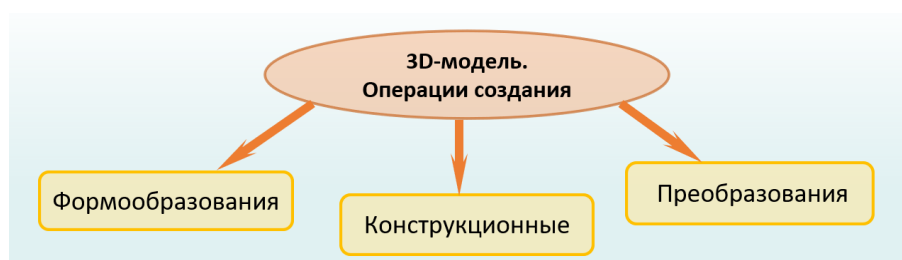 3D-модель.
Операции создания
Формообразования
Конструкционные
Преобразования